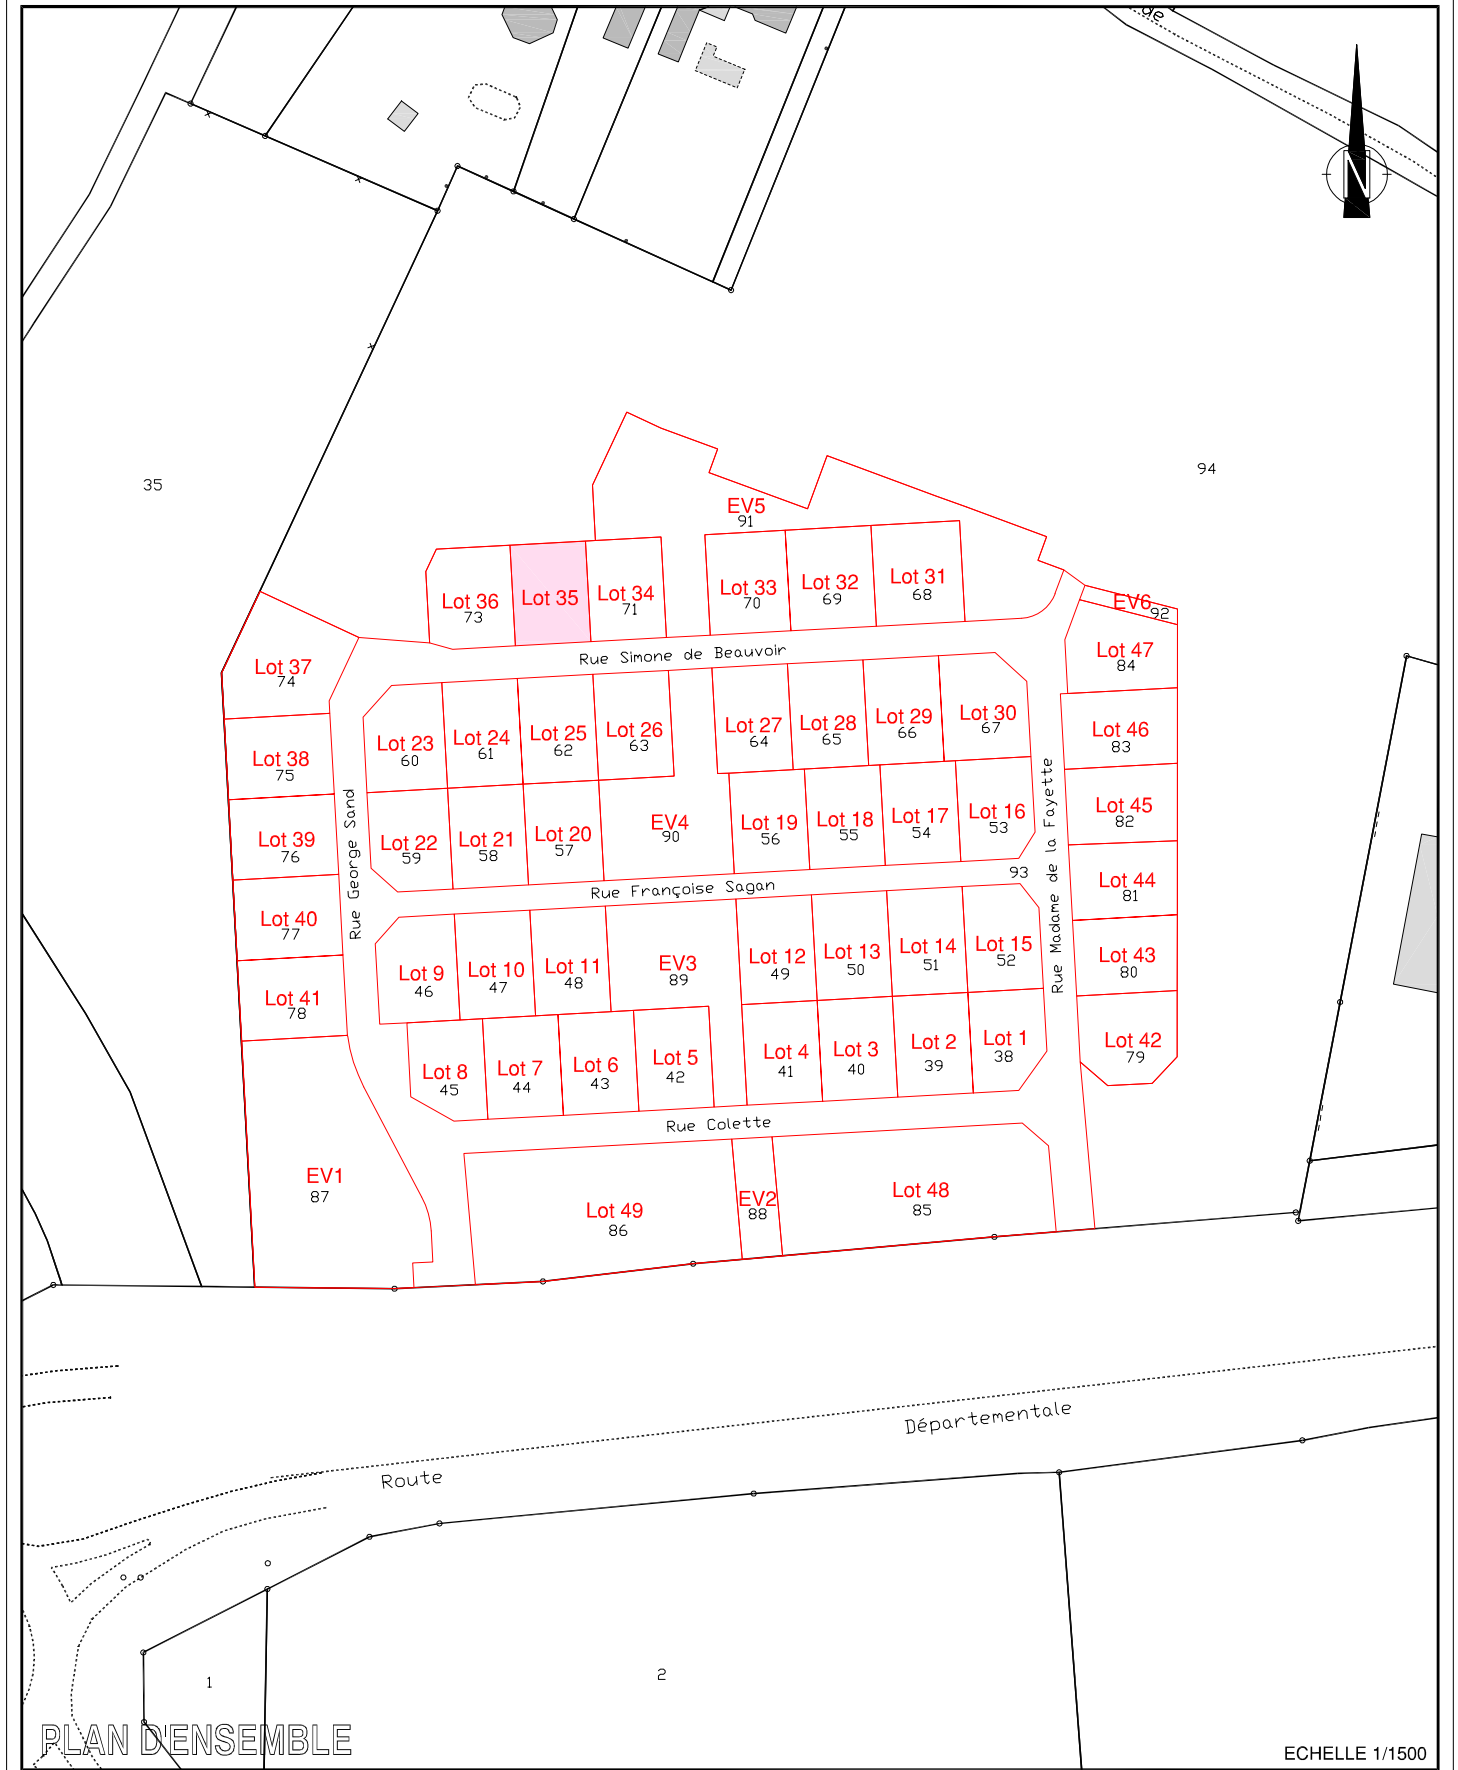 de
N
94
35
EV5
91
Lot 36
73
Lot 35
Lot 34
71
Lot 33
70
Lot 32
69
Lot 31
68
EV6
92
Lot 47
84
Rue Simone de Beauvoir
Lot 37
74
Lot 23
60
Lot 24
61
Lot 25
62
Lot 26
63
Lot 27
64
Lot 28
65
Lot 29
66
Lot 30
67
Lot 46
83
Lot 38
75
Rue George Sand
Rue Madame de la Fayette
Lot 22
59
Lot 21
58
Lot 20
57
EV4
90
Lot 19
56
Lot 18
55
Lot 17
54
Lot 16
53
Lot 45
82
Lot 39
76
Rue Françoise Sagan
93
Lot 44
81
Lot 40
77
Lot 9
46
Lot 10
47
Lot 11
48
EV3
89
Lot 12
49
Lot 13
50
Lot 14
51
Lot 15
52
Lot 43
80
Lot 41
78
Lot 8
45
Lot 7
44
Lot 6
43
Lot 5
42
Lot 4
41
Lot 3
40
Lot 2
39
Lot 1
38
Lot 42
79
Rue Colette
EV1
87
Lot 49
86
EV2
88
Lot 48
85
Route Départementale
1
2
PLAN D'ENSEMBLE
ECHELLE 1/1500